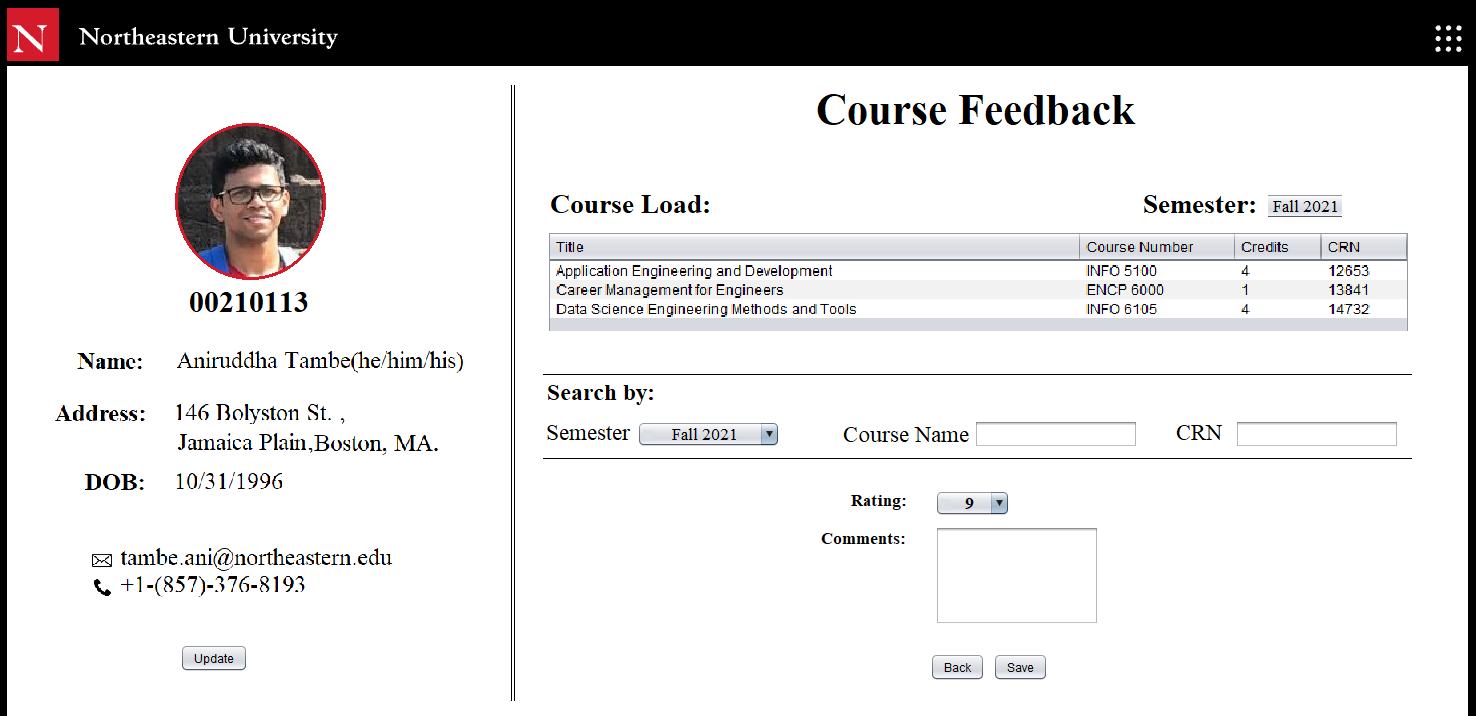 N Northeastern University
00210113
Name: Aniruddha Tambe(he/him/his)
Address: 146 Bolyston St. ,
Jamaica Plain,Boston, MA.
DOB: 10/31/1996
tambe.ani@northeastern.edu
+1-(857)-376-8193
Update
Course Feedback
Course Load: Semester: Fall 2021
Title Course Number Credits CRN
Application Engineering and Development INFO 5100 4 12653
Career Management for Engineers ENCP 6000 1 13841
Data Science Engineering Methods and Tools INFO 6105 4 14732
Search by:
Semester Fall 2021 Course Name CRN
Rating: 9
Comments:
Back Save